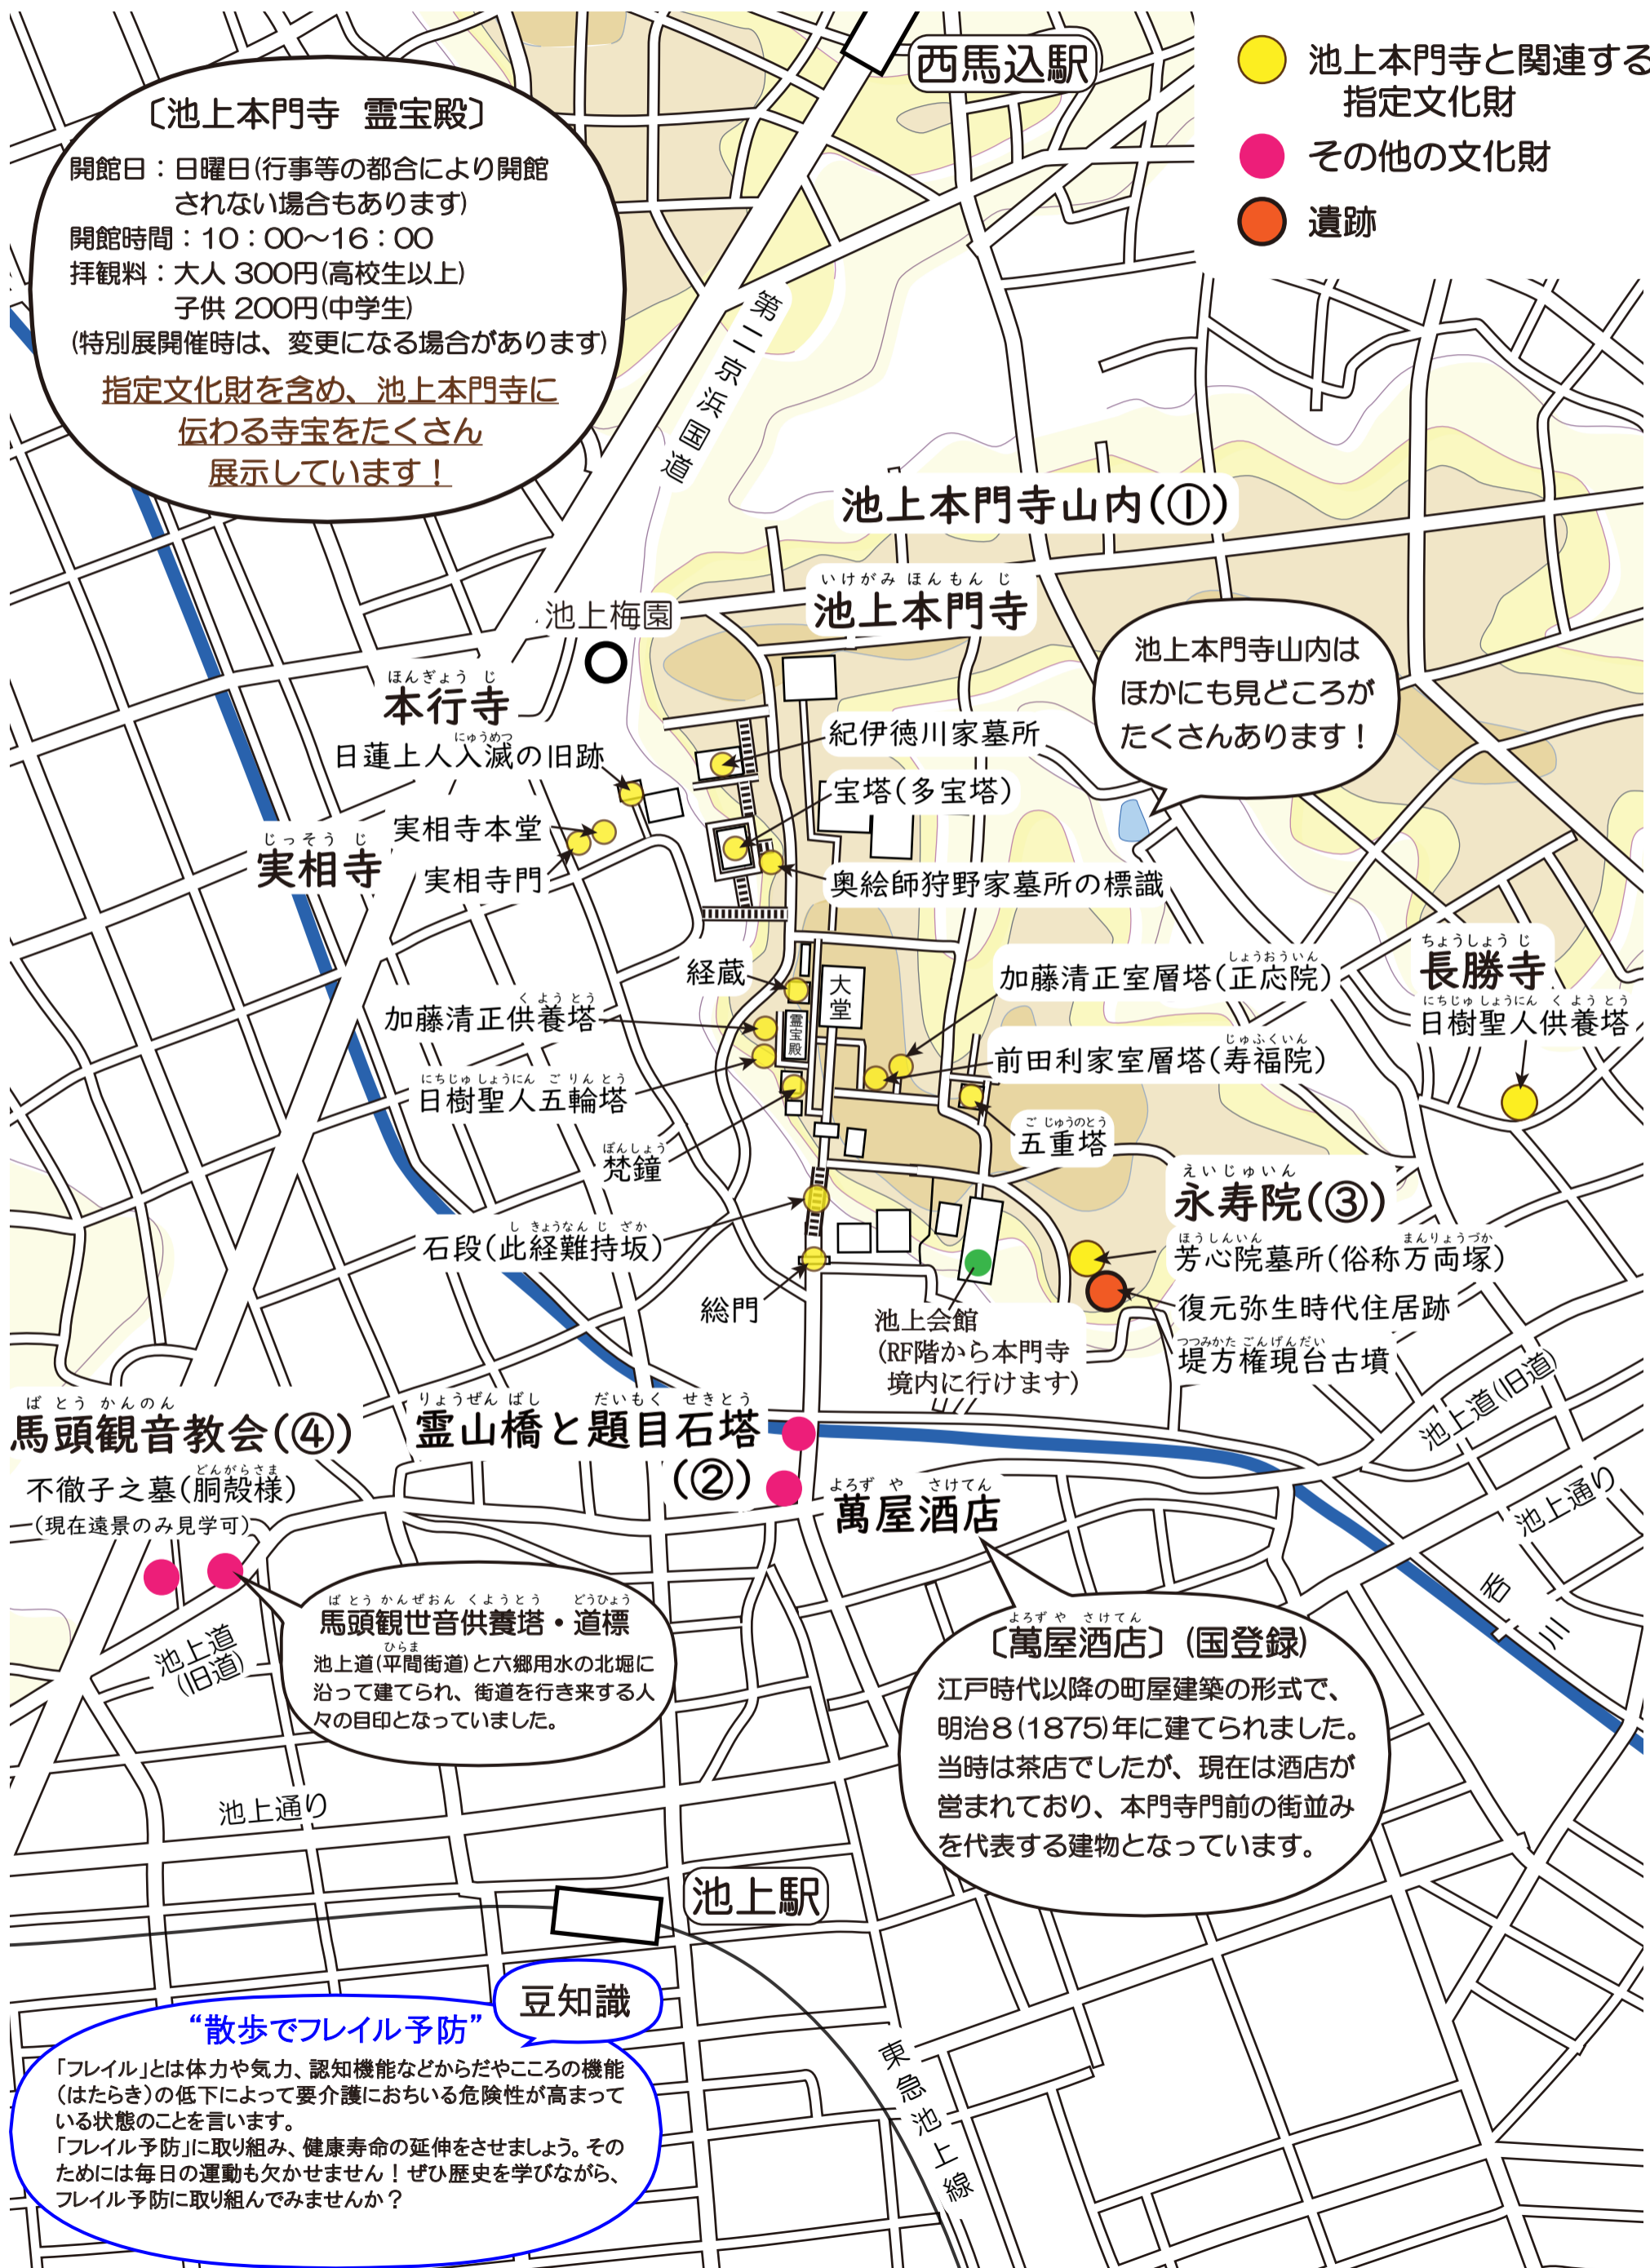 西馬込駅
池上本門寺と関連する
指定文化財
その他の文化財
遺跡
〔池上本門寺 霊宝殿〕
開館日：日曜日(行事等の都合により開館
されない場合もあります)
開館時間：10：00〜16：00
拝観料：大人 300円(高校生以上)
子供 200円(中学生)
(特別展開催時は、変更になる場合があります)
指定文化財を含め、池上本門寺に
伝わる寺宝をたくさん
展示しています！
第二京浜国道
池上本門寺山内(①)
いけがみ ほんもん じ
池上本門寺
池上梅園
池上本門寺山内は
ほかにも見どころが
たくさんあります！
ほんぎょう じ
本行寺
にゅうめつ
日蓮上人入滅の旧跡
紀伊徳川家墓所
宝塔(多宝塔)
実相寺本堂
じっそう じ
実相寺
実相寺門
奥絵師狩野家墓所の標識
経蔵
大堂
しょうおういん
加藤清正室層塔(正応院)
ちょうしょう じ
長勝寺
にちじゅ しょうにん く よう とう
日樹聖人供養塔
く よう とう
加藤清正供養塔
霊宝殿
じゅふくいん
前田利家室層塔(寿福院)
にちじゅ しょうにん ご りん とう
日樹聖人五輪塔
ご じゅうのとう
五重塔
ぼんしょう
梵鐘
えいじゅいん
永寿院(③)
し きょうなん じ ざか
石段(此経難持坂)
ほうしんいん まんりょうづか
芳心院墓所(俗称万両塚)
総門
復元弥生時代住居跡
池上会館
(RF階から本門寺
境内に行けます)
つつみかた ごんげんだい
堤方権現台古墳
池上道(旧道)
ば とう かんのん
馬頭観音教会(④)
どんがらさま
不徹子之墓(胴殻様)
(現在遠景のみ見学可)
りょうぜん ばし だいもく せきとう
霊山橋と題目石塔
(②)
よろず や さけてん
萬屋酒店
池上通り
呑川
ば とう かんぜおん くようとう どうひょう
馬頭観世音供養塔・道標
ひらま
池上道(平間街道)と六郷用水の北堀に
沿って建てられ、街道を行き来する人
々の目印となっていました。
池上道
(旧道)
よろず や さけてん
〔萬屋酒店〕(国登録)
江戸時代以降の町屋建築の形式で、
明治８(1875)年に建てられました。
当時は茶店でしたが、現在は酒店が
営まれており、本門寺門前の街並み
を代表する建物となっています。
池上通り
池上駅
東急池上線
豆知識
“散歩でフレイル予防”
「フレイル」とは体力や気力、認知機能などからだやこころの機能
（はたらき）の低下によって要介護におちいる危険性が高まって
いる状態のことを言います。
「フレイル予防」に取り組み、健康寿命の延伸をさせましょう。その
ためには毎日の運動も欠かせません！ぜひ歴史を学びながら、
フレイル予防に取り組んでみませんか？